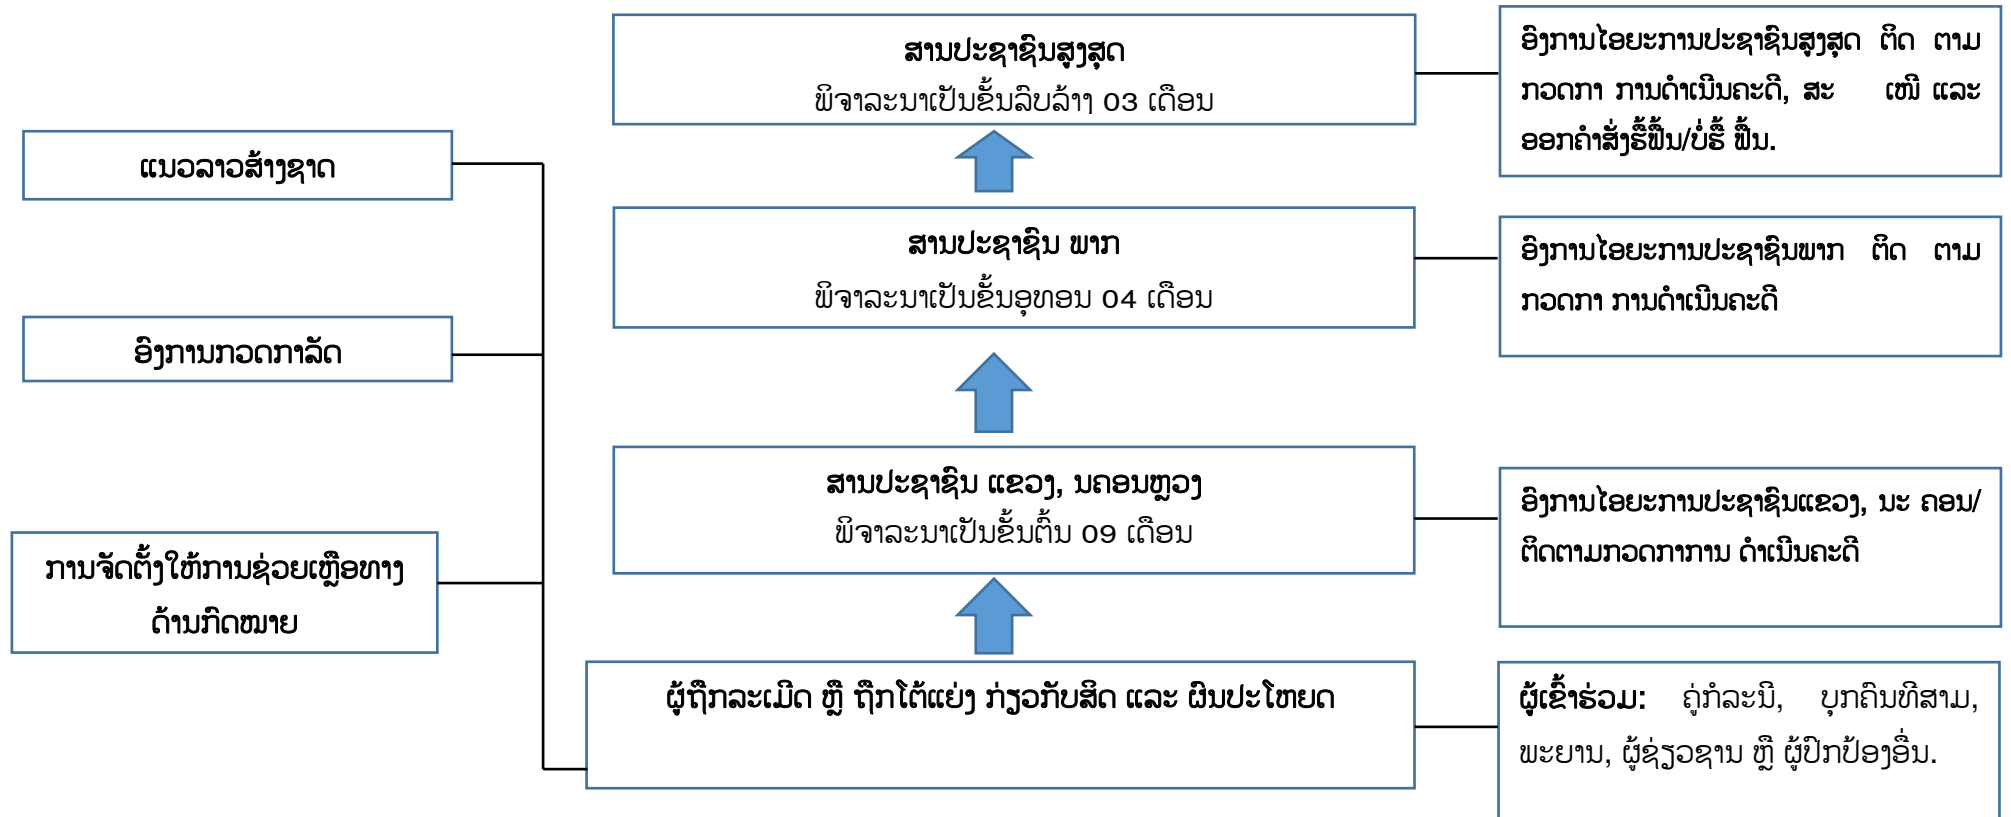 ສານປະຊາຊົນສູງສຸດ
ພິຈາລະນາເປັນຂັ້ນລົບລ້າງ 03 ເດືອນ
ອົງການໄອຍະການປະຊາຊົນສູງສຸດ ຕິດ ຕາມ
ກວດກາ ການດຳເນີນຄະດີ, ສະ ເໜີ ແລະ
ອອກຄຳສັ່ງຮື້ຟື້ນ/ບໍ່ຮື້ ຟື້ນ.
ແນວລາວສ້າງຊາດ
ສານປະຊາຊົນ ພາກ
ພິຈາລະນາເປັນຂັ້ນອຸທອນ 04 ເດືອນ
ອົງການໄອຍະການປະຊາຊົນພາກ ຕິດ ຕາມ
ກວດກາ ການດຳເນີນຄະດີ
ອົງການກວດກາລັດ
ສານປະຊາຊົນ ແຂວງ, ນຄອນຫຼວງ
ພິຈາລະນາເປັນຂັ້ນຕົ້ນ 09 ເດືອນ
ອົງການໄອຍະການປະຊາຊົນແຂວງ, ນະ ຄອນ/
ຕິດຕາມກວດກາການ ດຳເນີນຄະດີ
ການຈັດຕັ້ງໃຫ້ການຊ່ວຍເຫຼືອທາງ
ດ້ານກົດໝາຍ
ຜູ້ຖືກລະເມີດ ຫຼື ຖືກໂຕ້ແຍ່ງ ກ່ຽວກັບສິດ ແລະ ຜົນປະໂຫຍດ
ຜູ້ເຂົ້າຮ່ວມ: ຄູ່ກໍລະນີ, ບຸກຄົນທີສາມ,
ພະຍານ, ຜູ້ຊ່ຽວຊານ ຫຼື ຜູ້ປົກປ້ອງອື່ນ.